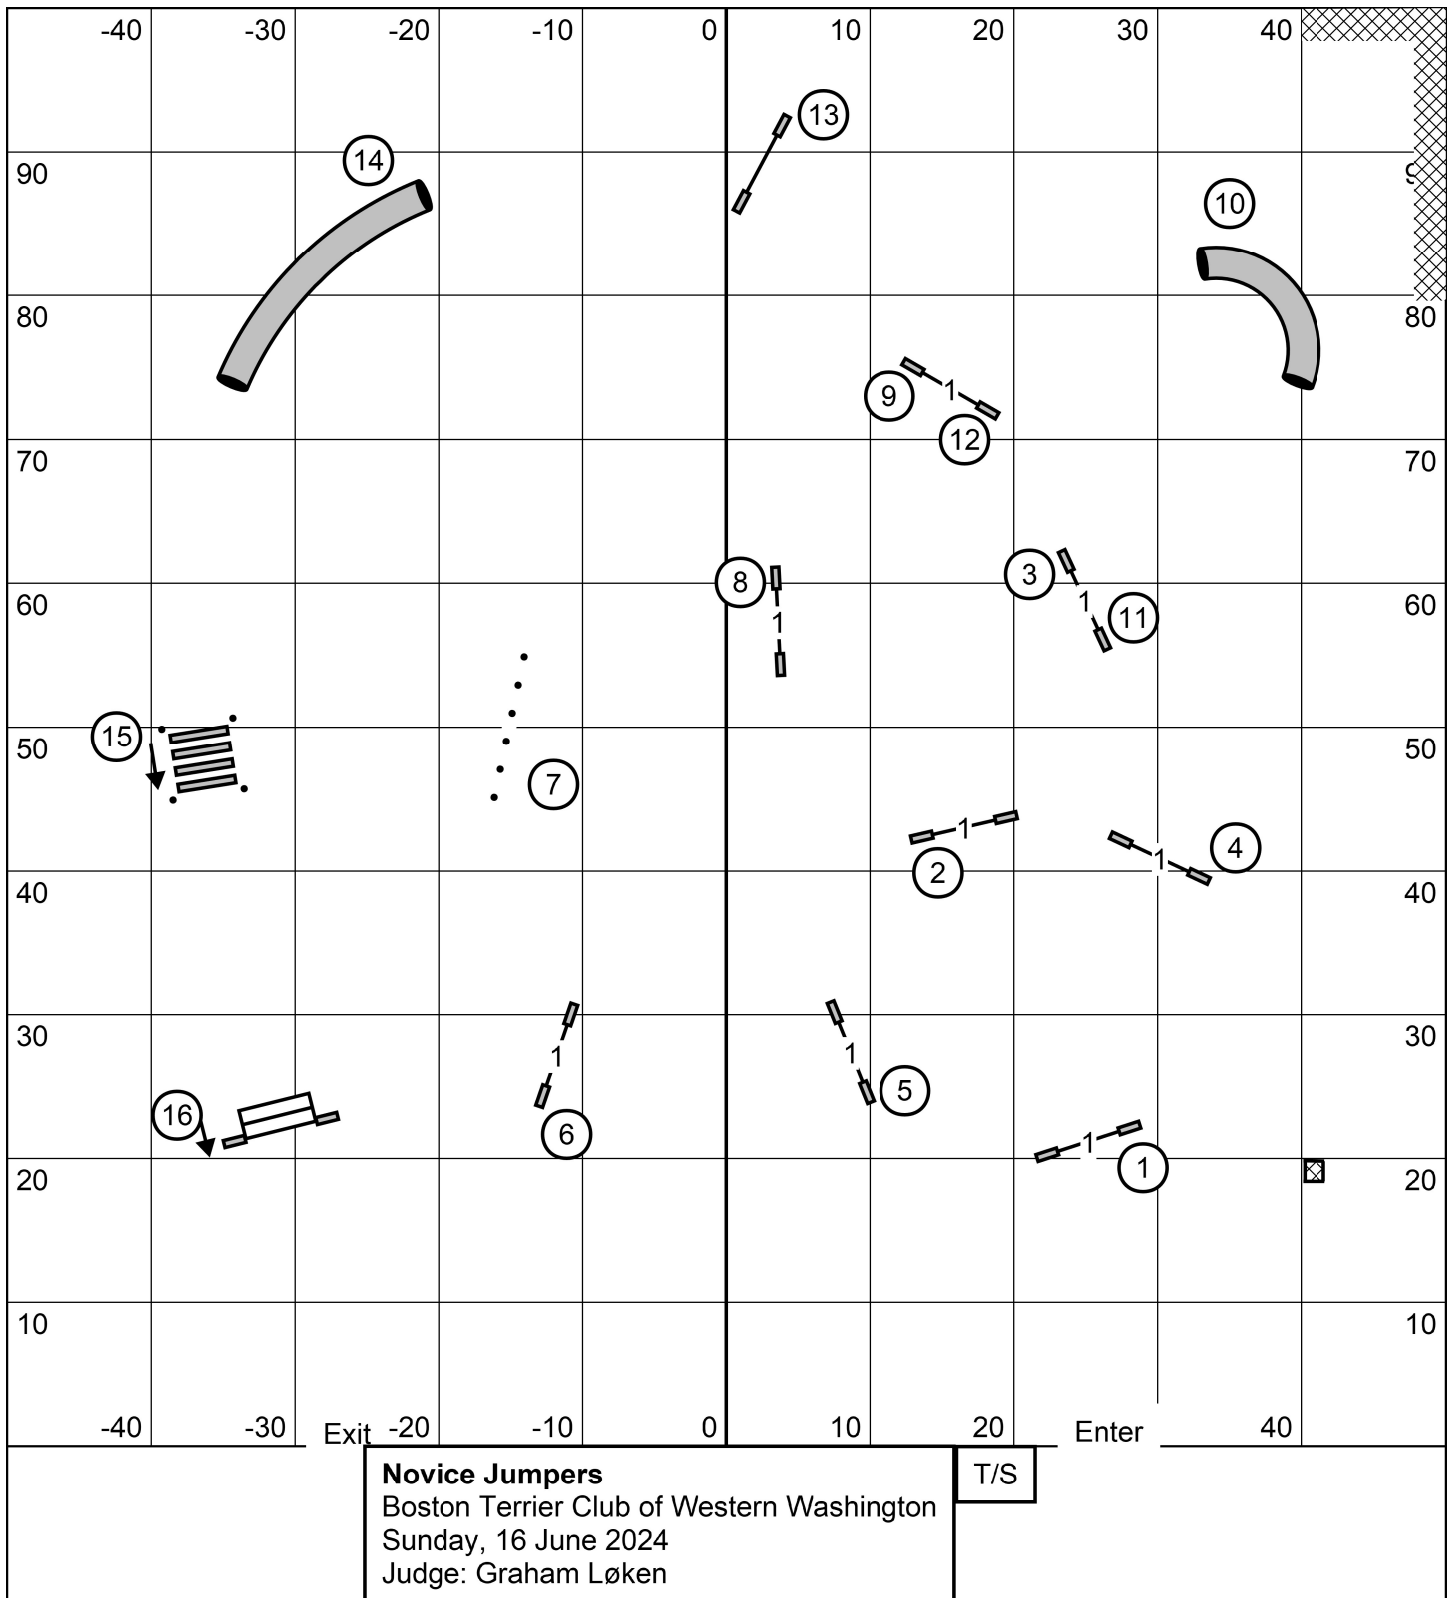 -40 -30 -20 -10 0 10 20 30 40
13
14
90 9
10
80 80
9 1
12
70 70
8 3
1 1 11
60 60
15
50 50
7
1 1 4
2
40 40
30 30
1 1 5
16
6
1 1
20 20
10 10
-40 -30 Exit -20 -10 0 10 20 Enter 40
Novice Jumpers T/S
Boston Terrier Club of Western Washington
Sunday, 16 June 2024
Judge: Graham Løken